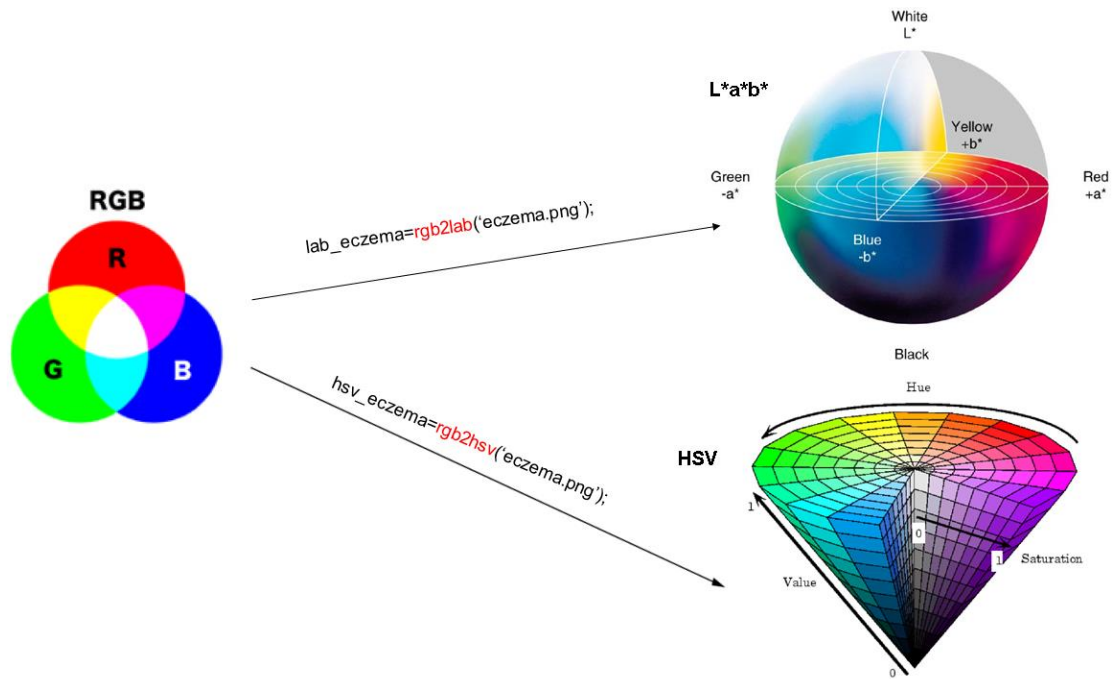 RGB
R
G
B
lab_eczema=rgb2lab(‘eczema.png’);
hsv_eczema=rgb2hsv(‘eczema.png’);
L*a*b*
White
L*
Yellow
+b*
Green
-a*
Red
+a*
Blue
-b*
Black
HSV
Hue
1
0
1
Saturation
Value
0